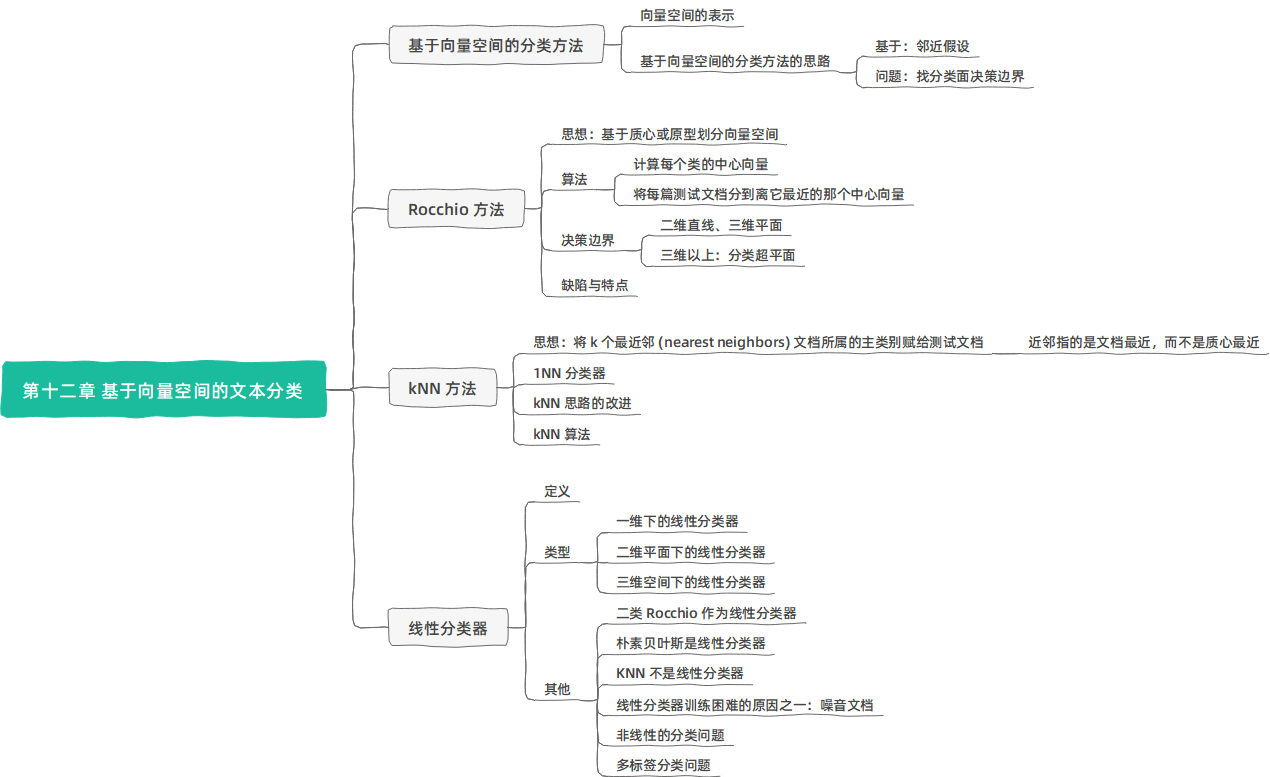 第十二章 基于向量空间的文本分类
基于向量空间的分类方法
向量空间的表示
基于向量空间的分类方法的思路
基于：邻近假设
问题：找分类面决策边界
Rocchio 方法
思想：基于质心或原型划分向量空间
算法
计算每个类的中心向量
将每篇测试文档分到离它最近的那个中心向量
决策边界
二维直线、三维平面
三维以上：分类超平面
缺陷与特点
kNN 方法
思想：将 k 个最近邻 (nearest neighbors) 文档所属的主类别赋给测试文档
近邻指的是文档最近，而不是质心最近
1NN 分类器
kNN 思路的改进
kNN 算法
线性分类器
定义
类型
一维下的线性分类器
二维平面下的线性分类器
三维空间下的线性分类器
其他
二类 Rocchio 作为线性分类器
朴素贝叶斯是线性分类器
KNN 不是线性分类器
线性分类器训练困难的原因之一：噪音文档
非线性的分类问题
多标签分类问题